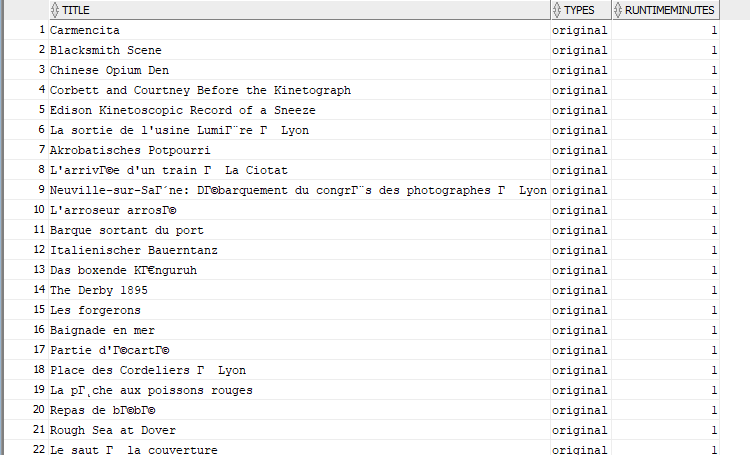 TITLE TYPES RUNTIMEMINUTES
1 Carmencita original 1
2 Blacksmith Scene original 1
3 Chinese Opium Den original 1
4 Corbett and Courtney Before the Kinetograph original 1
5 Edison Kinetoscopic Record of a Sneeze original 1
6 La sortie de l'usine LumiГ¨re Г  Lyon original 1
7 Akrobatisches Potpourri original 1
8 L'arrivГ©e d'un train Г  La Ciotat original 1
9 Neuville-sur-SaГ´ne: DГ©barquement du congrГ¨s des photographes Г  Lyon original 1
10 L'arroseur arrosГ© original 1
11 Barque sortant du port original 1
12 Italienischer Bauerntanz original 1
13 Das boxende KГ€nguruh original 1
14 The Derby 1895 original 1
15 Les forgerons original 1
16 Baignade en mer original 1
17 Partie d'Г©cartГ© original 1
18 Place des Cordeliers Г  Lyon original 1
19 La pГ¸che aux poissons rouges original 1
20 Repas de bГ©bГ© original 1
21 Rough Sea at Dover original 1
22 Le saut Г  la couverture original 1